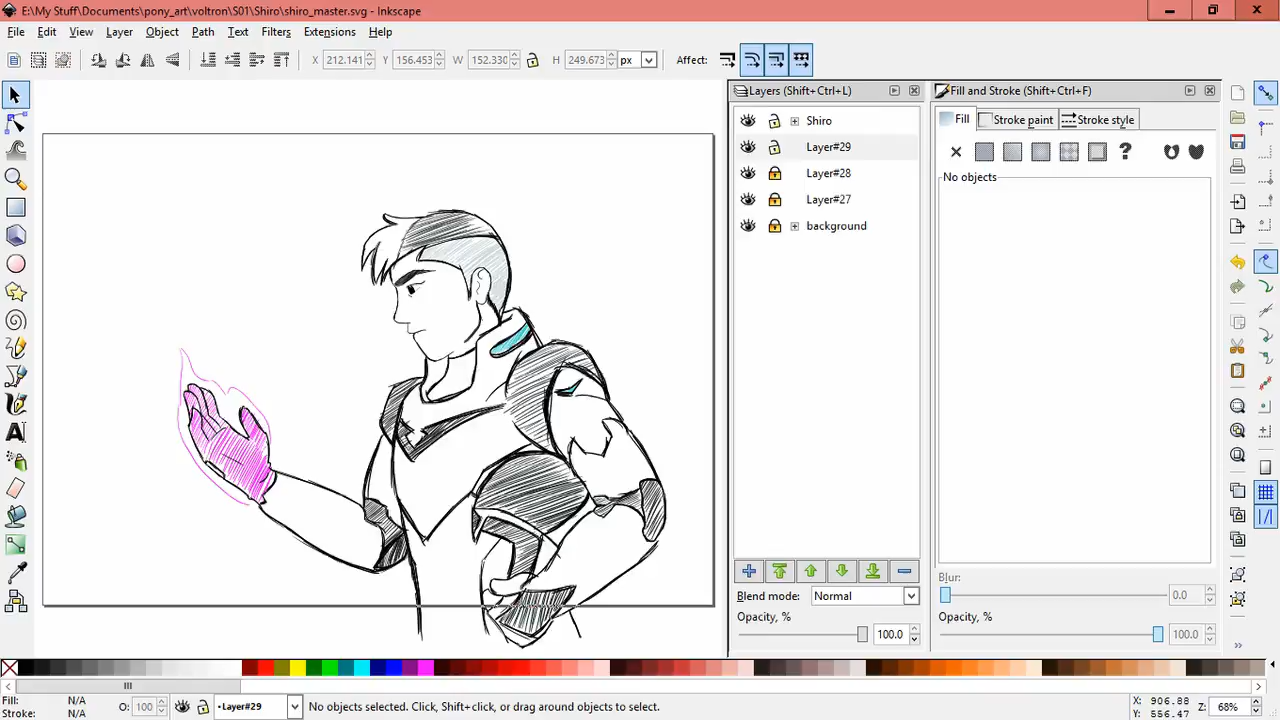 E:\My Stuff\Documents\pony_art\voltron\S01\Shiro\shiro_master.svg - Inkscape
File Edit View Layer Object Path Text Filters Extensions Help
X 212.141 Y 156.453 W 152.330 H 249.673 px Affect:
Layers (Shift+Ctrl+L)
Fill and Stroke (Shift+Ctrl+F)
Shiro
Layer#29
Layer#28
Layer#27
background
Fill Stroke paint Stroke style
?
No objects
Blend mode: Normal
Opacity, % 100.0
Blur: 0.0
Opacity, % 100.0
Fill: N/A
Stroke: N/A
O: 100
•Layer#29
No objects selected. Click, Shift+click, or drag around objects to select.
X: 906.88
Y: 556.47
Z: 68%